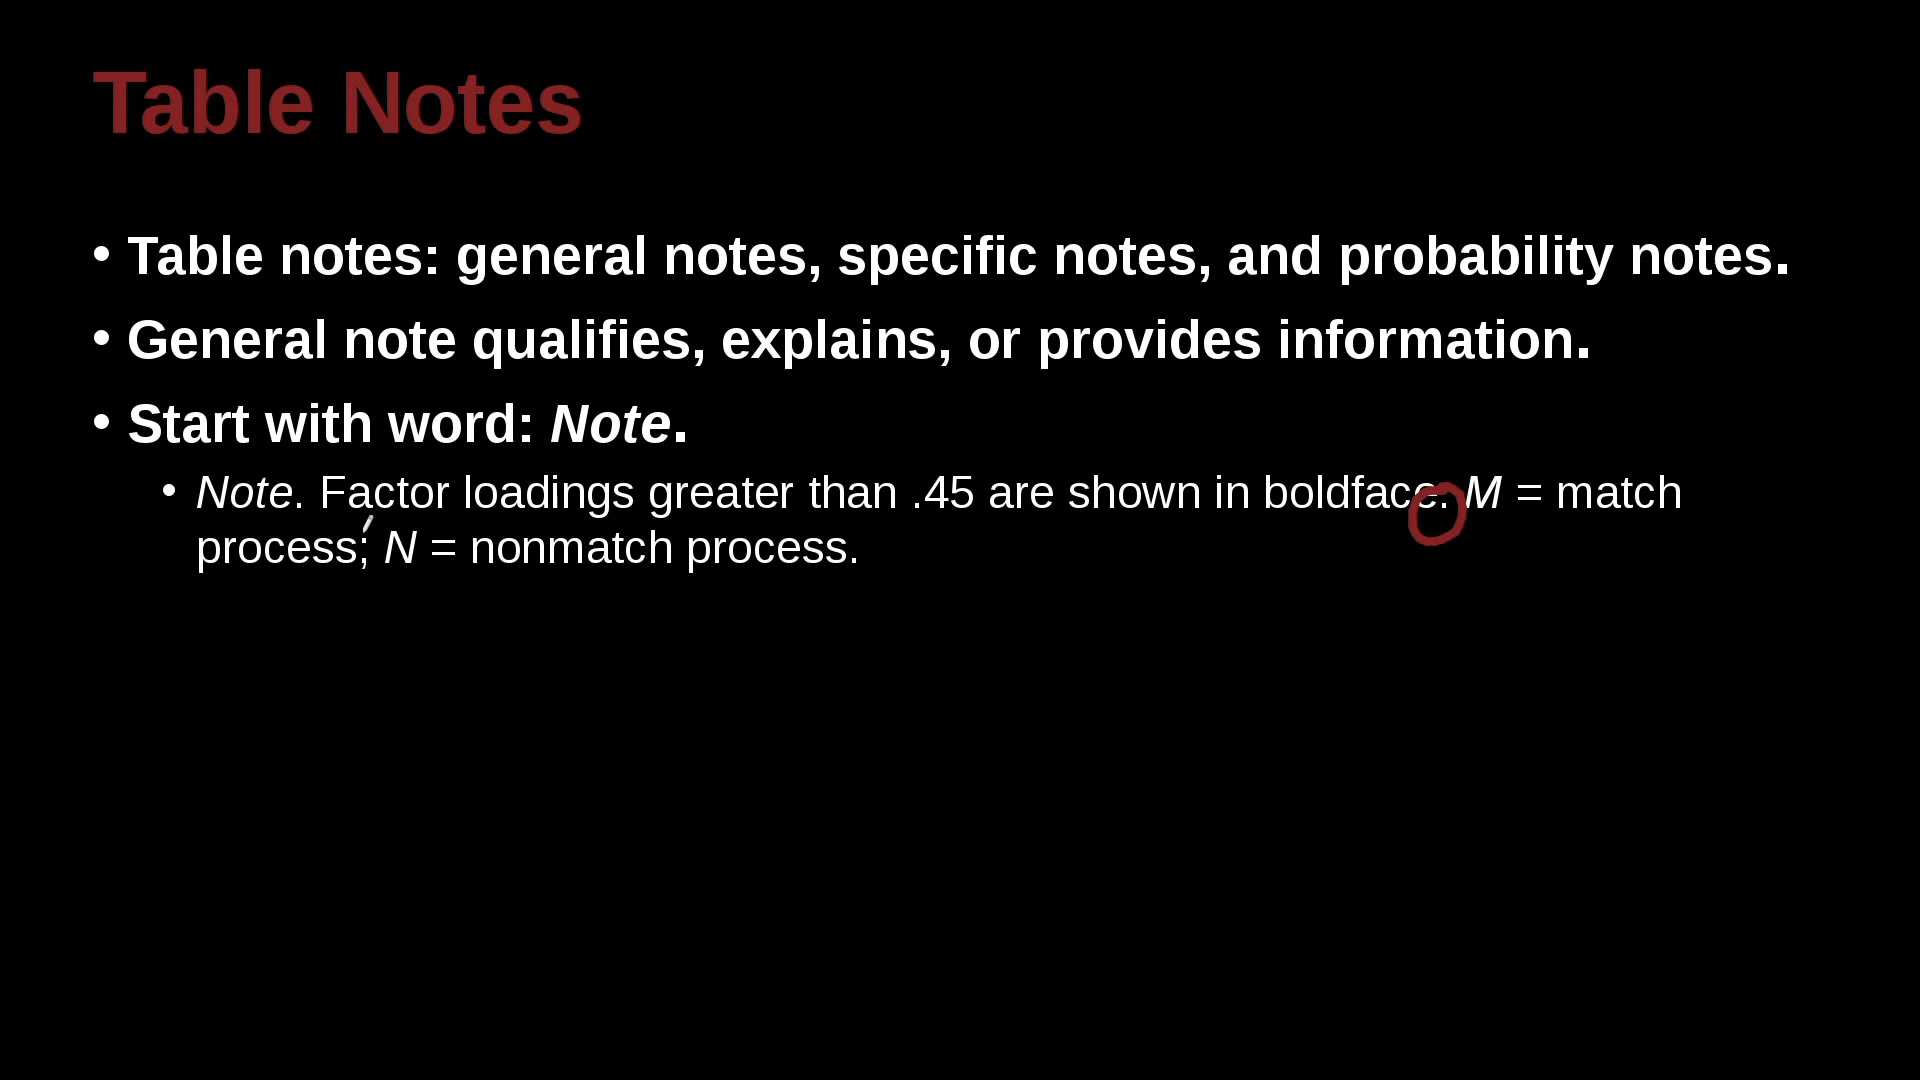 Table Notes
• Table notes: general notes, specific notes, and probability notes.
• General note qualifies, explains, or provides information.
• Start with word: Note.
• Note. Factor loadings greater than .45 are shown in boldface. M = match
process; N = nonmatch process.